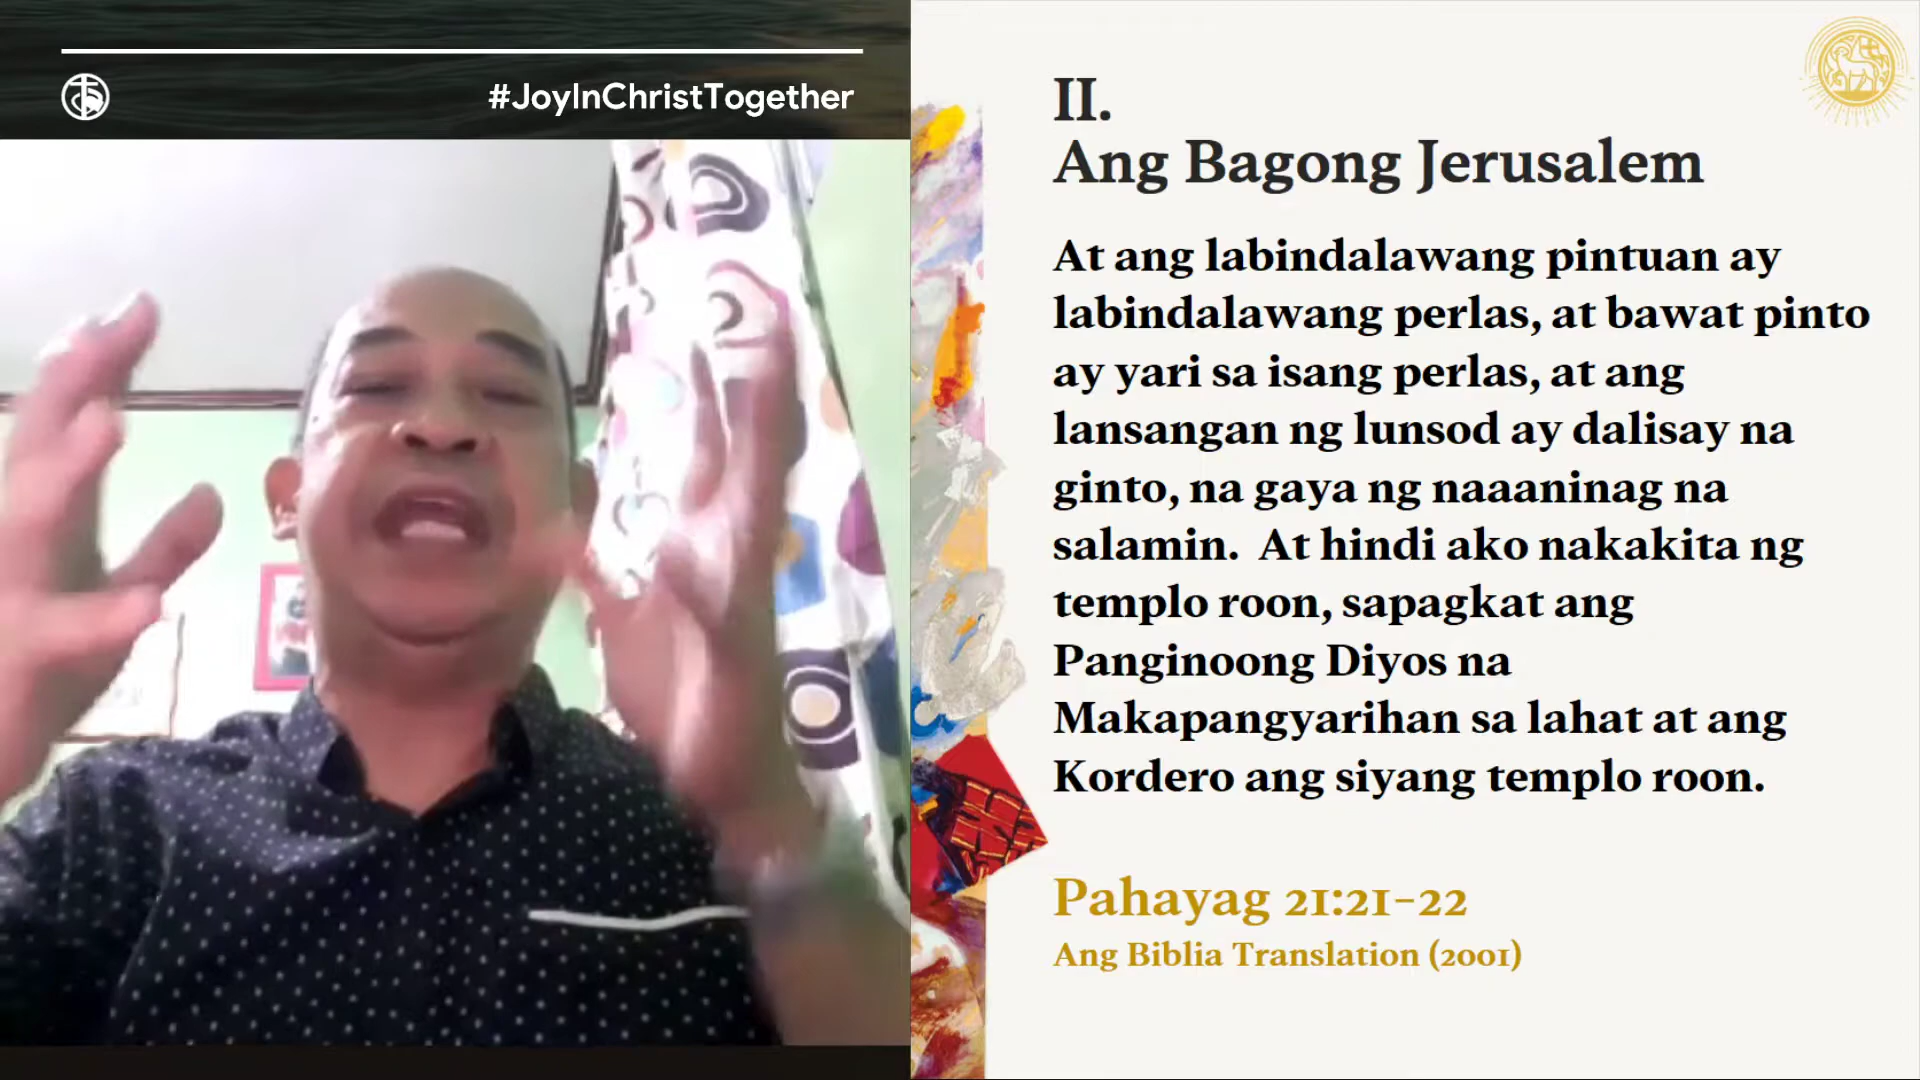 #JoyInChristTogether
II.
Ang Bagong Jerusalem
At ang labindalawang pintuan ay
labindalawang perlas, at bawat pinto
ay yari sa isang perlas, at ang
lansangan ng lunsod ay dalisay na
ginto, na gaya ng naaaninag na
salamin.  At hindi ako nakakita ng
templo roon, sapagkat ang
Panginoong Diyos na
Makapangyarihan sa lahat at ang
Kordero ang siyang templo roon.
Pahayag 21:21-22
Ang Biblia Translation (2001)